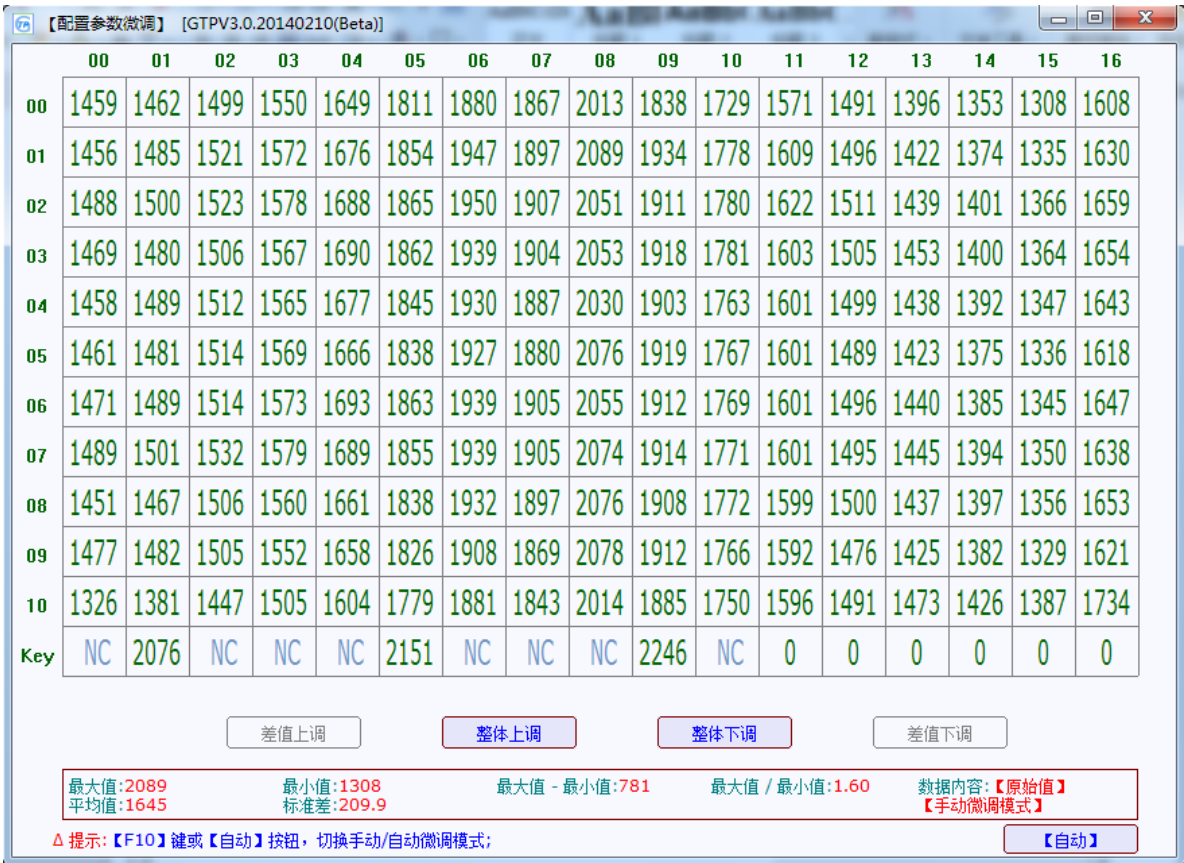 【配置参数微调】 [GTPV3.0.20140210(Beta)]
00 01 02 03 04 05 06 07 08 09 10 11 12 13 14 15 16
00 1459 1462 1499 1550 1649 1811 1880 1867 2013 1838 1729 1571 1491 1396 1353 1308 1608
01 1456 1485 1521 1572 1676 1854 1947 1897 2089 1934 1778 1609 1496 1422 1374 1335 1630
02 1488 1500 1523 1578 1688 1865 1950 1907 2051 1911 1780 1622 1511 1439 1401 1366 1659
03 1469 1480 1506 1567 1690 1862 1939 1904 2053 1918 1781 1603 1505 1453 1400 1364 1654
04 1458 1489 1512 1565 1677 1845 1930 1887 2030 1903 1763 1601 1499 1438 1392 1347 1643
05 1461 1481 1514 1569 1666 1838 1927 1880 2076 1919 1767 1601 1489 1423 1375 1336 1618
06 1471 1489 1514 1573 1693 1863 1939 1905 2055 1912 1769 1601 1496 1440 1385 1345 1647
07 1489 1501 1532 1579 1689 1855 1939 1905 2074 1914 1771 1601 1495 1445 1394 1350 1638
08 1451 1467 1506 1560 1661 1838 1932 1897 2076 1908 1772 1599 1500 1437 1397 1356 1653
09 1477 1482 1505 1552 1658 1826 1908 1869 2078 1912 1766 1592 1476 1425 1382 1329 1621
10 1326 1381 1447 1505 1604 1779 1881 1843 2014 1885 1750 1596 1491 1473 1426 1387 1734
Key NC 2076 NC NC NC 2151 NC NC NC 2246 NC 0 0 0 0 0 0
差值上调 整体上调 整体下调 差值下调
最大值:2089 最小值:1308 最大值 - 最小值:781 最大值 / 最小值:1.60 数据内容:【原始值】
平均值:1645 标准差:209.9 【手动微调模式】
Δ 提示:【F10】键或【自动】按钮，切换手动/自动微调模式; 【自动】